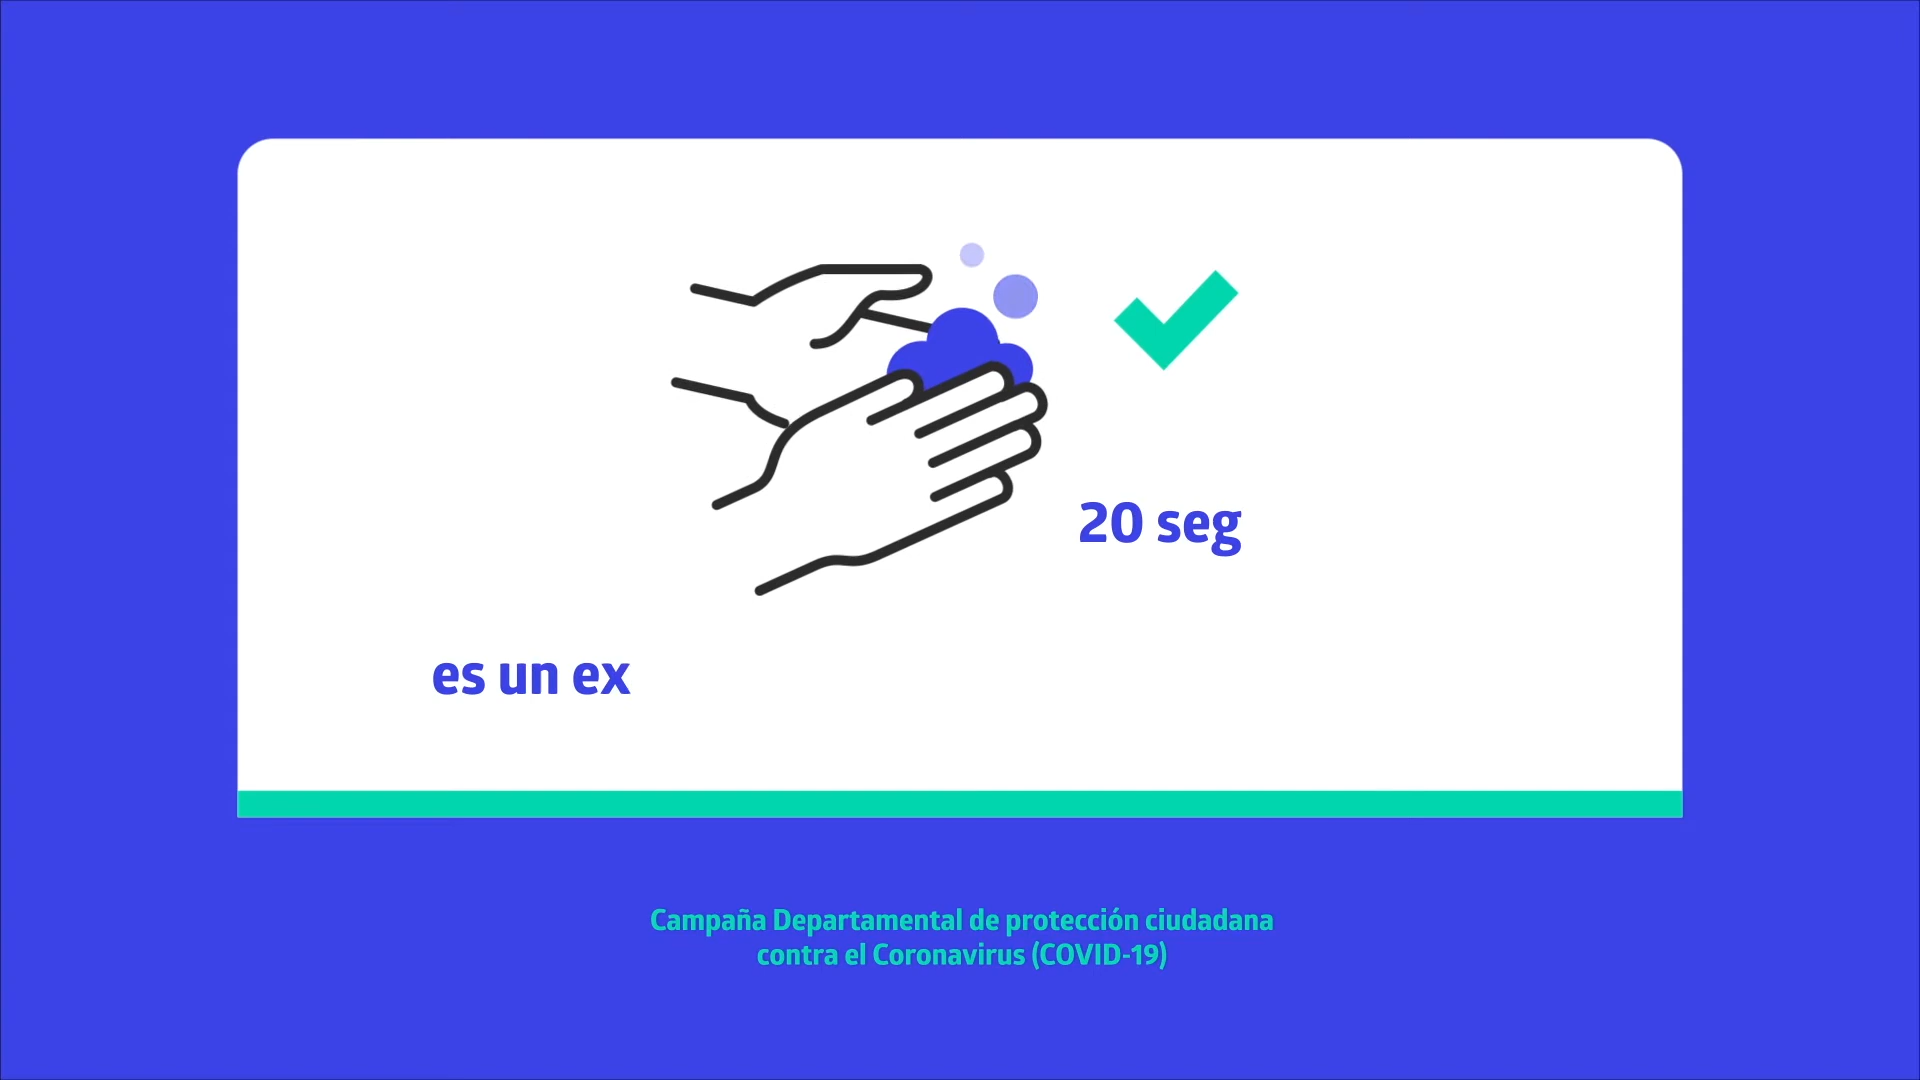 20 seg
es un ex
Campaña Departamental de protección ciudadana
contra el Coronavirus (COVID-19)